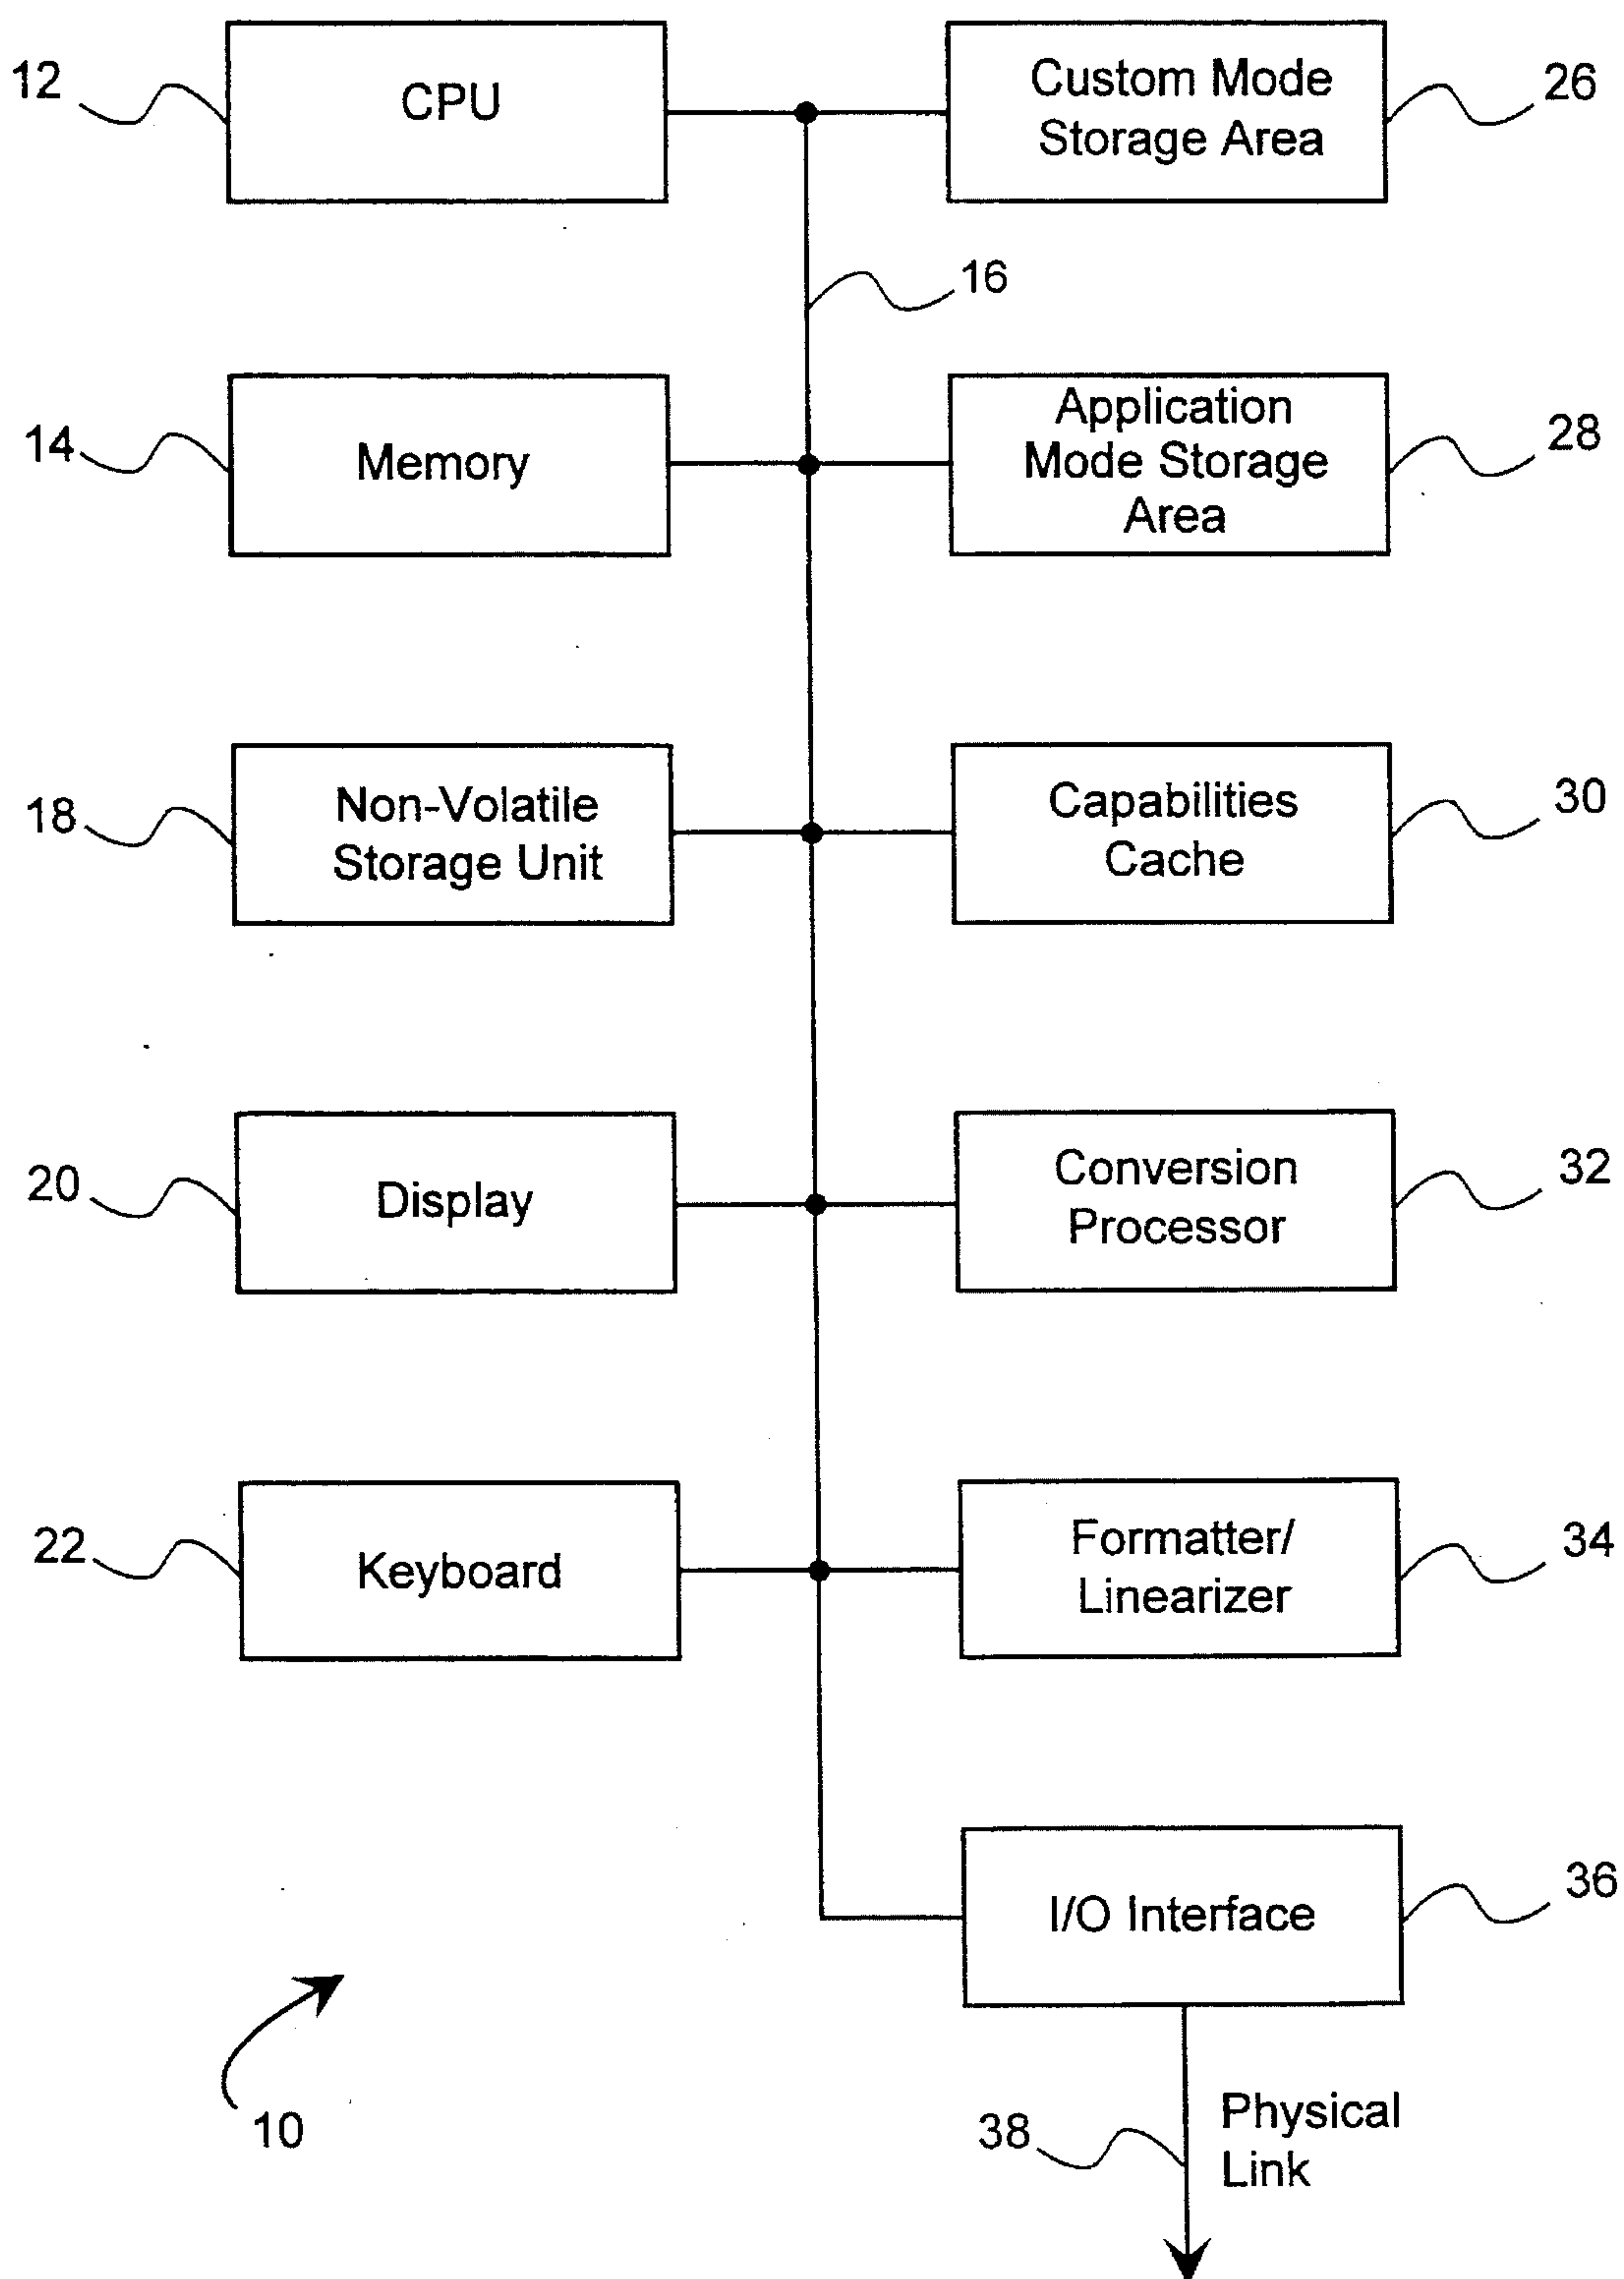 12
CPU
Custom Mode
Storage Area
26
16
14
Memory
Application
Mode Storage
Area
28
18
Non-Volatile
Storage Unit
Capabilities
Cache
30
20
Display
Conversion
Processor
32
22
Keyboard
Formatter/
Linearizer
34
I/O Interface
36
10
38
Physical
Link